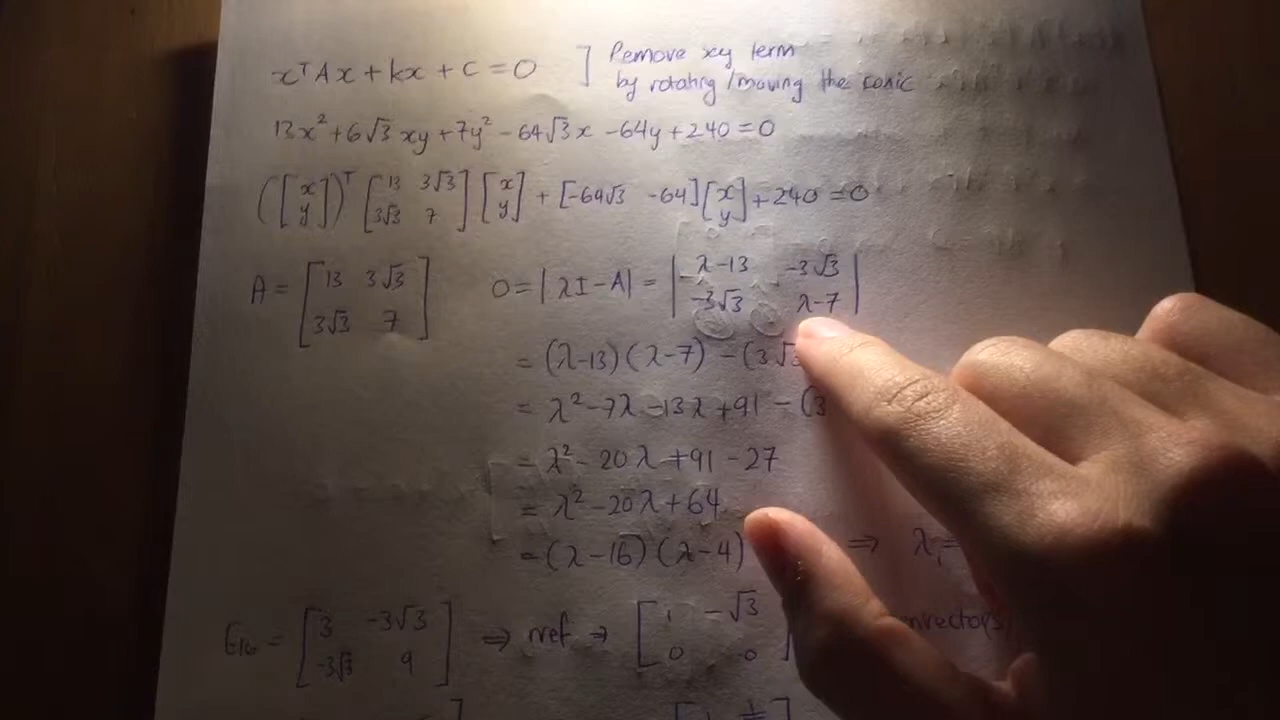 xᵀAx + kx + C = 0 ] Remove xy term
by rotating/moving the conic
13x² + 6√3 xy + 7y² - 64√3x - 64y + 240 = 0
([x y])ᵀ [13 3√3 3√3 7] [x y] + [-64√3 -64] [x y] + 240 = 0
A = [13 3√3 3√3 7] 0 = |λI - A| = |λ-13 -3√3 -3√3 λ-7|
= (λ-13)(λ-7) - (3√3
= λ² - 7λ - 13λ + 91 - (3
= λ² - 20λ + 91 - 27
= λ² - 20λ + 64
= (λ-16)(λ-4) ⇒ λ₁ =
E₁₆ = [3 -3√3 -3√3 9] ⇒ rref ⇒ [1 -√3 0 0]